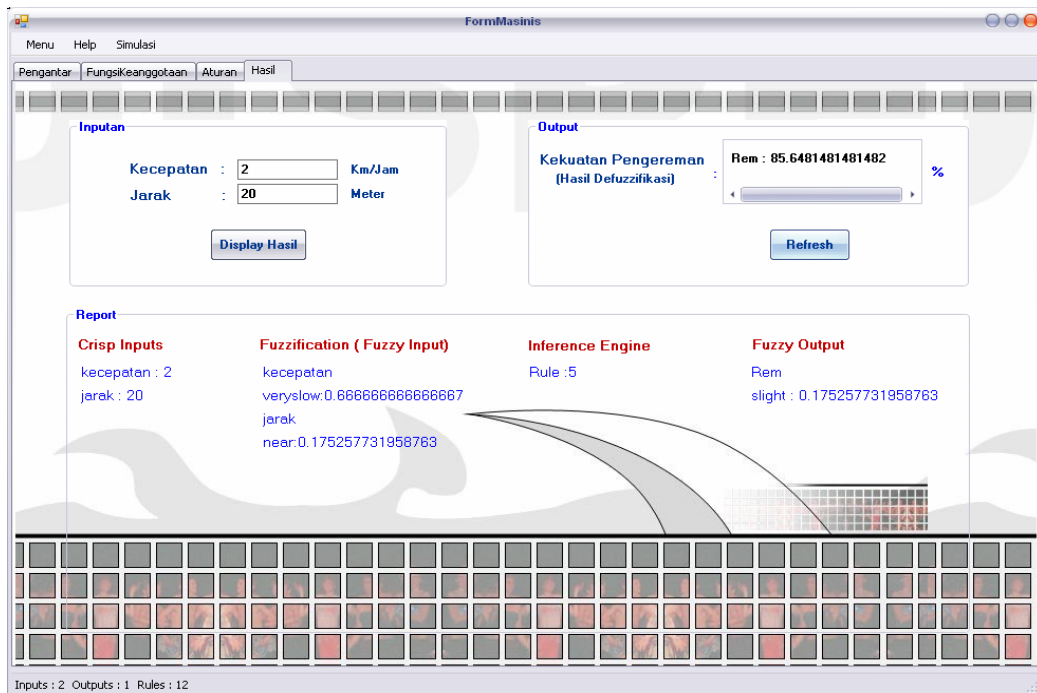 FormMasinis
Menu Help Simulasi
Pengantar FungsiKeanggotaan Aturan Hasil
Inputan
Kecepatan : 2 Km/Jam
Jarak : 20 Meter
Display Hasil
Output
Kekuatan Pengereman
(Hasil Defuzzifikasi) :
Rem : 85.6481481481482
%
Refresh
Report
Crisp Inputs
kecepatan : 2
jarak : 20
Fuzzification ( Fuzzy Input)
kecepatan
veryslow:0.666666666666667
jarak
near:0.175257731958763
Inference Engine
Rule :5
Fuzzy Output
Rem
slight : 0.175257731958763
Inputs : 2 Outputs : 1 Rules : 12